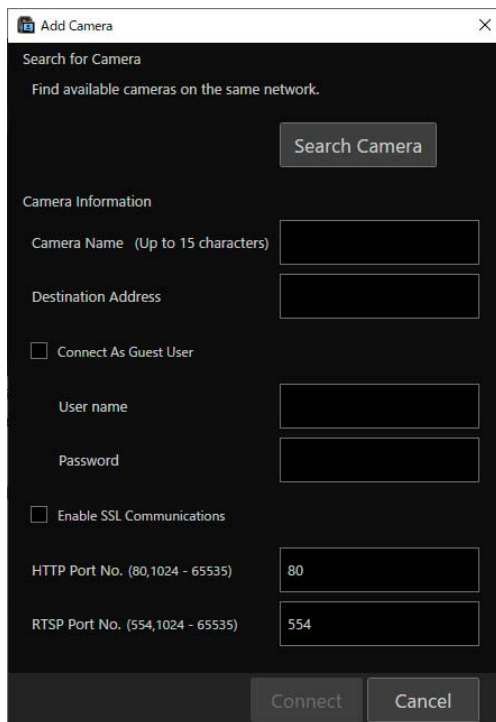 Add Camera
Search for Camera
Find available cameras on the same network.
Search Camera
Camera Information
Camera Name (Up to 15 characters)
Destination Address
Connect As Guest User
User name
Password
Enable SSL Communications
HTTP Port No. (80,1024 - 65535) 80
RTSP Port No. (554,1024 - 65535) 554
Connect Cancel